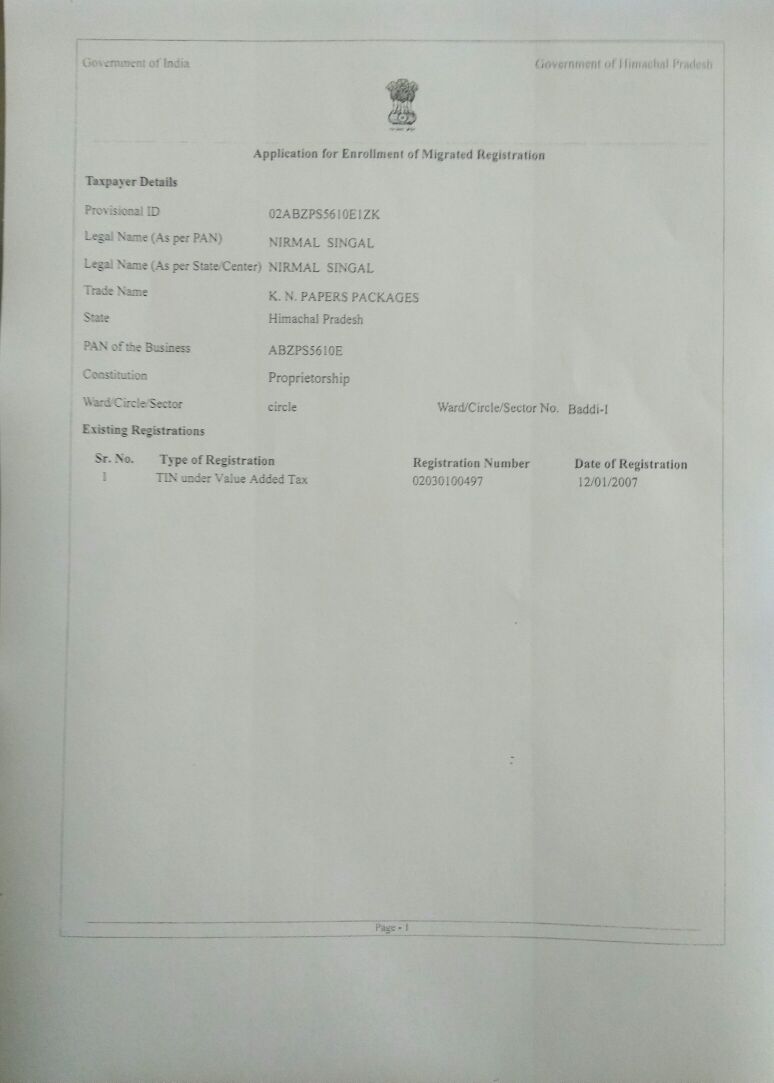 Government of India Government of Himachal Pradesh
Application for Enrollment of Migrated Registration
Taxpayer Details
Provisional ID 02ABZPS5610E1ZK
Legal Name (As per PAN) NIRMAL SINGAL
Legal Name (As per State/Center) NIRMAL SINGAL
Trade Name K. N. PAPERS PACKAGES
State Himachal Pradesh
PAN of the Business ABZPS5610E
Constitution Proprietorship
Ward/Circle/Sector circle Ward/Circle/Sector No. Baddi-I
Existing Registrations
Sr. No. Type of Registration Registration Number Date of Registration
1 TIN under Value Added Tax 02030100497 12/01/2007
Page - 1